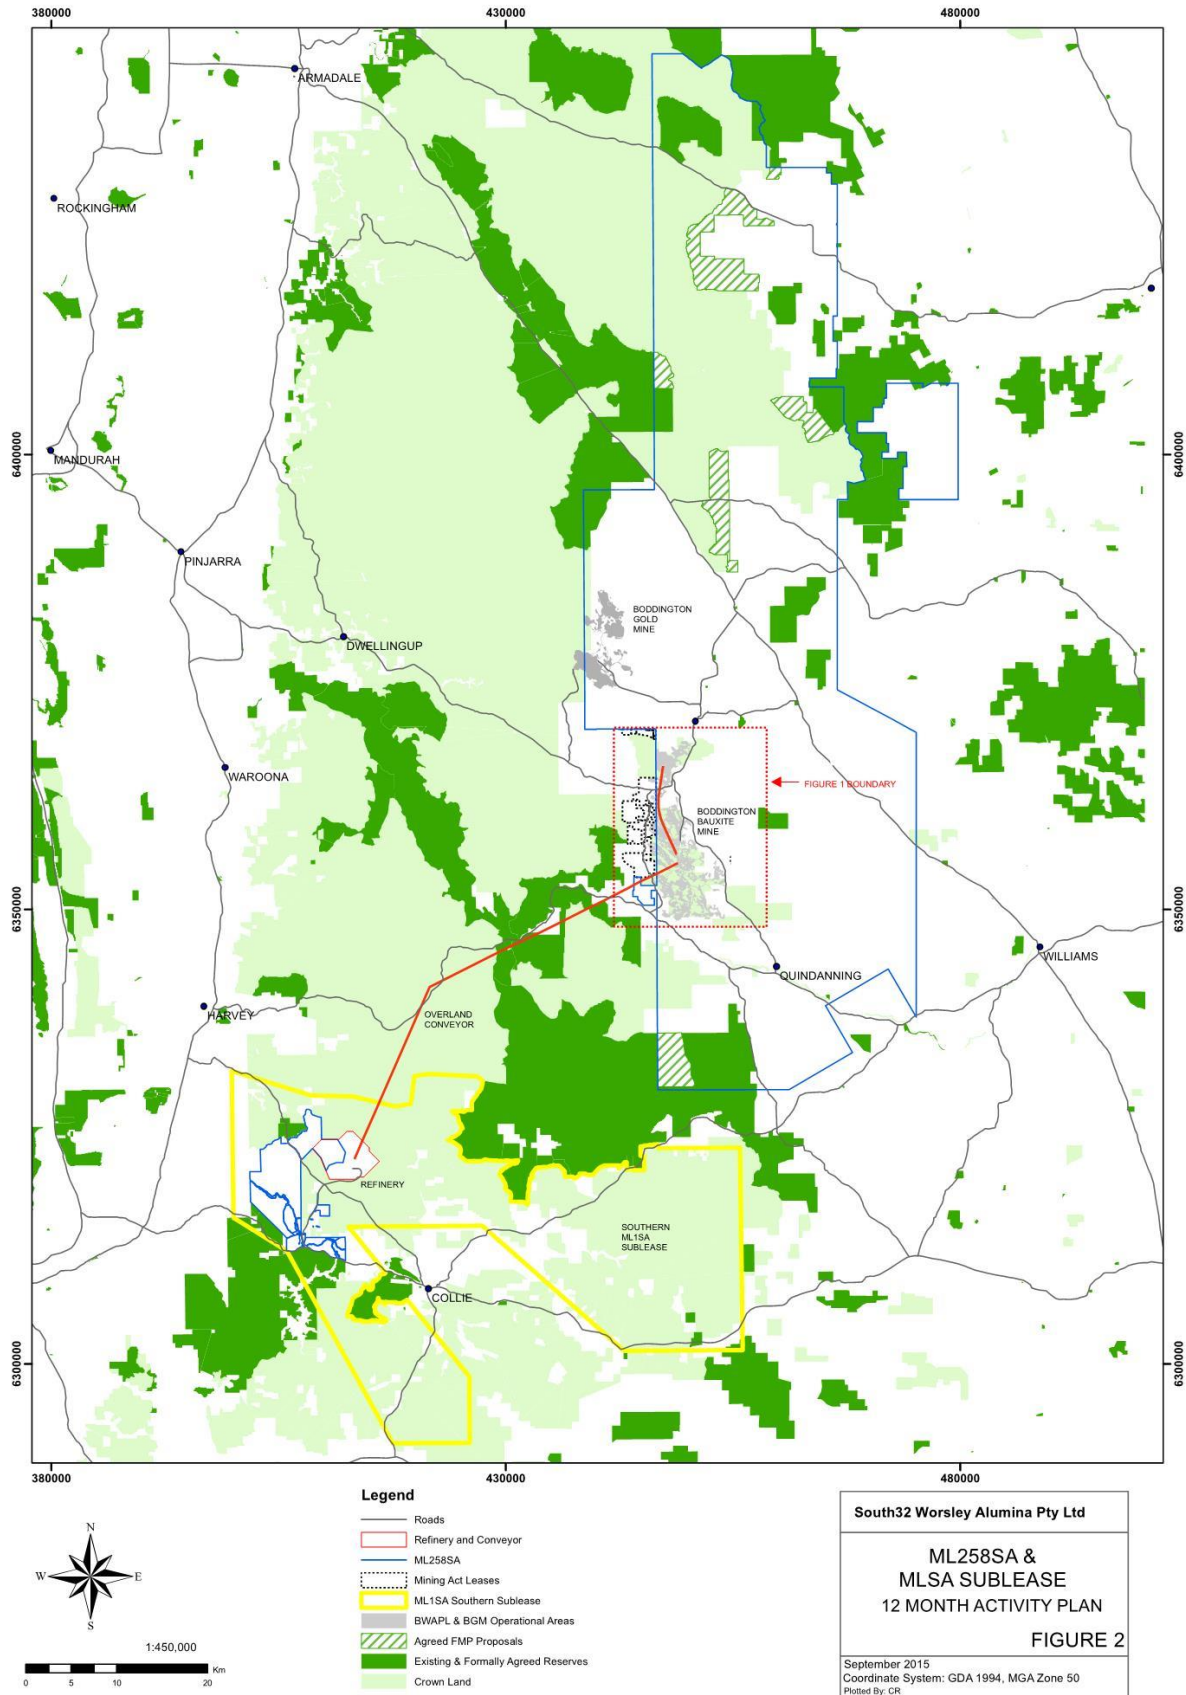 380000
430000
480000
ARMADALE
ROCKINGHAM
6400000
6400000
MANDURAH
PINJARRA
BODDINGTON
GOLD
MINE
DWELLINGUP
WAROONA
FIGURE 1 BOUNDARY
BODDINGTON
BAUXITE
MINE
6350000
6350000
WILLIAMS
QUINDANNING
HARVEY
OVERLAND
CONVEYOR
REFINERY
SOUTHERN
ML1SA
SUBLEASE
COLLIE
6300000
6300000
380000
430000
480000
N
W
E
S
1:450,000
0 5 10 20 Km
Legend
Roads
Refinery and Conveyor
ML258SA
Mining Act Leases
ML1SA Southern Sublease
BWAPL & BGM Operational Areas
Agreed FMP Proposals
Existing & Formally Agreed Reserves
Crown Land
South32 Worsley Alumina Pty Ltd
ML258SA &
MLSA SUBLEASE
12 MONTH ACTIVITY PLAN
FIGURE 2
September 2015
Coordinate System: GDA 1994, MGA Zone 50
Plotted By: CR